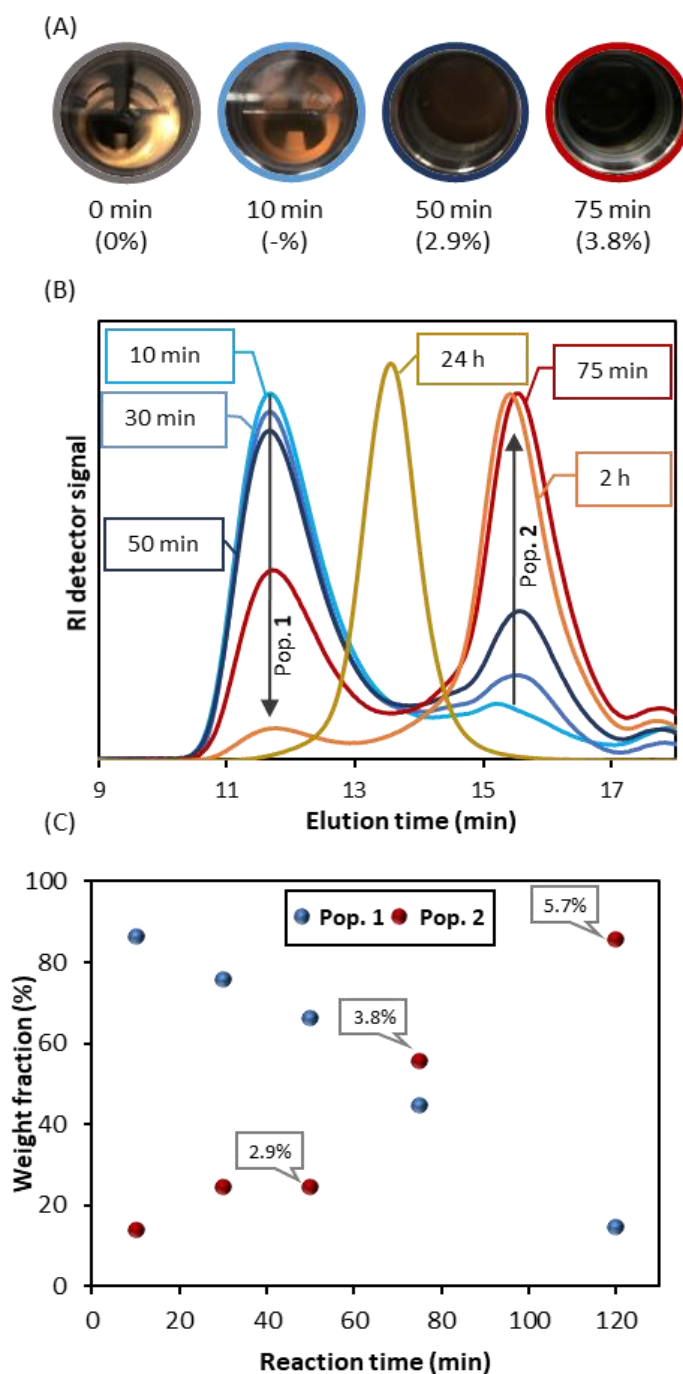 (A)
0 min 10 min 50 min 75 min
(0%) (-%) (2.9%) (3.8%)
(B)
10 min
24 h
75 min
30 min
2 h
50 min
Pop. 1
Pop. 2
RI detector signal
9 11 13 15 17
Elution time (min)
(C)
100
80
60
40
20
0
Pop. 1 Pop. 2
5.7%
3.8%
2.9%
Weight fraction (%)
0 20 40 60 80 100 120
Reaction time (min)